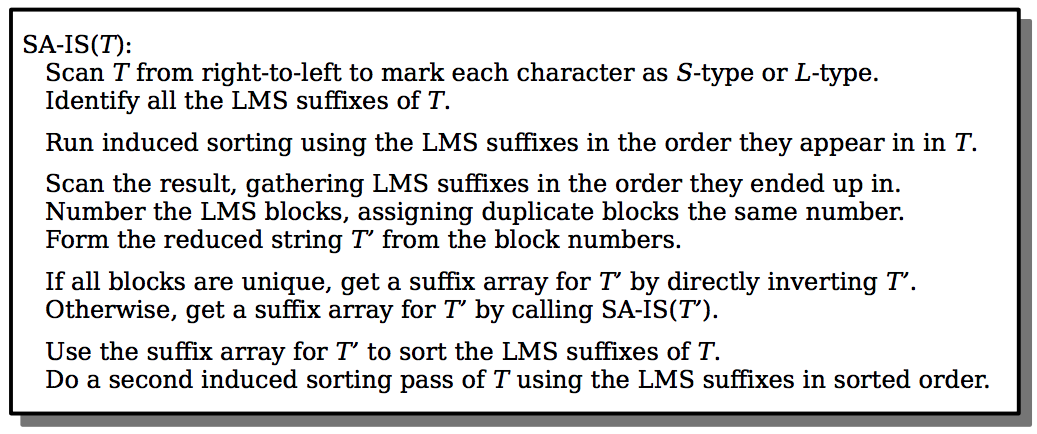 SA-IS(T):
Scan T from right-to-left to mark each character as S-type or L-type.
Identify all the LMS suffixes of T.
Run induced sorting using the LMS suffixes in the order they appear in in T.
Scan the result, gathering LMS suffixes in the order they ended up in.
Number the LMS blocks, assigning duplicate blocks the same number.
Form the reduced string T’ from the block numbers.
If all blocks are unique, get a suffix array for T’ by directly inverting T’.
Otherwise, get a suffix array for T’ by calling SA-IS(T’).
Use the suffix array for T’ to sort the LMS suffixes of T.
Do a second induced sorting pass of T using the LMS suffixes in sorted order.